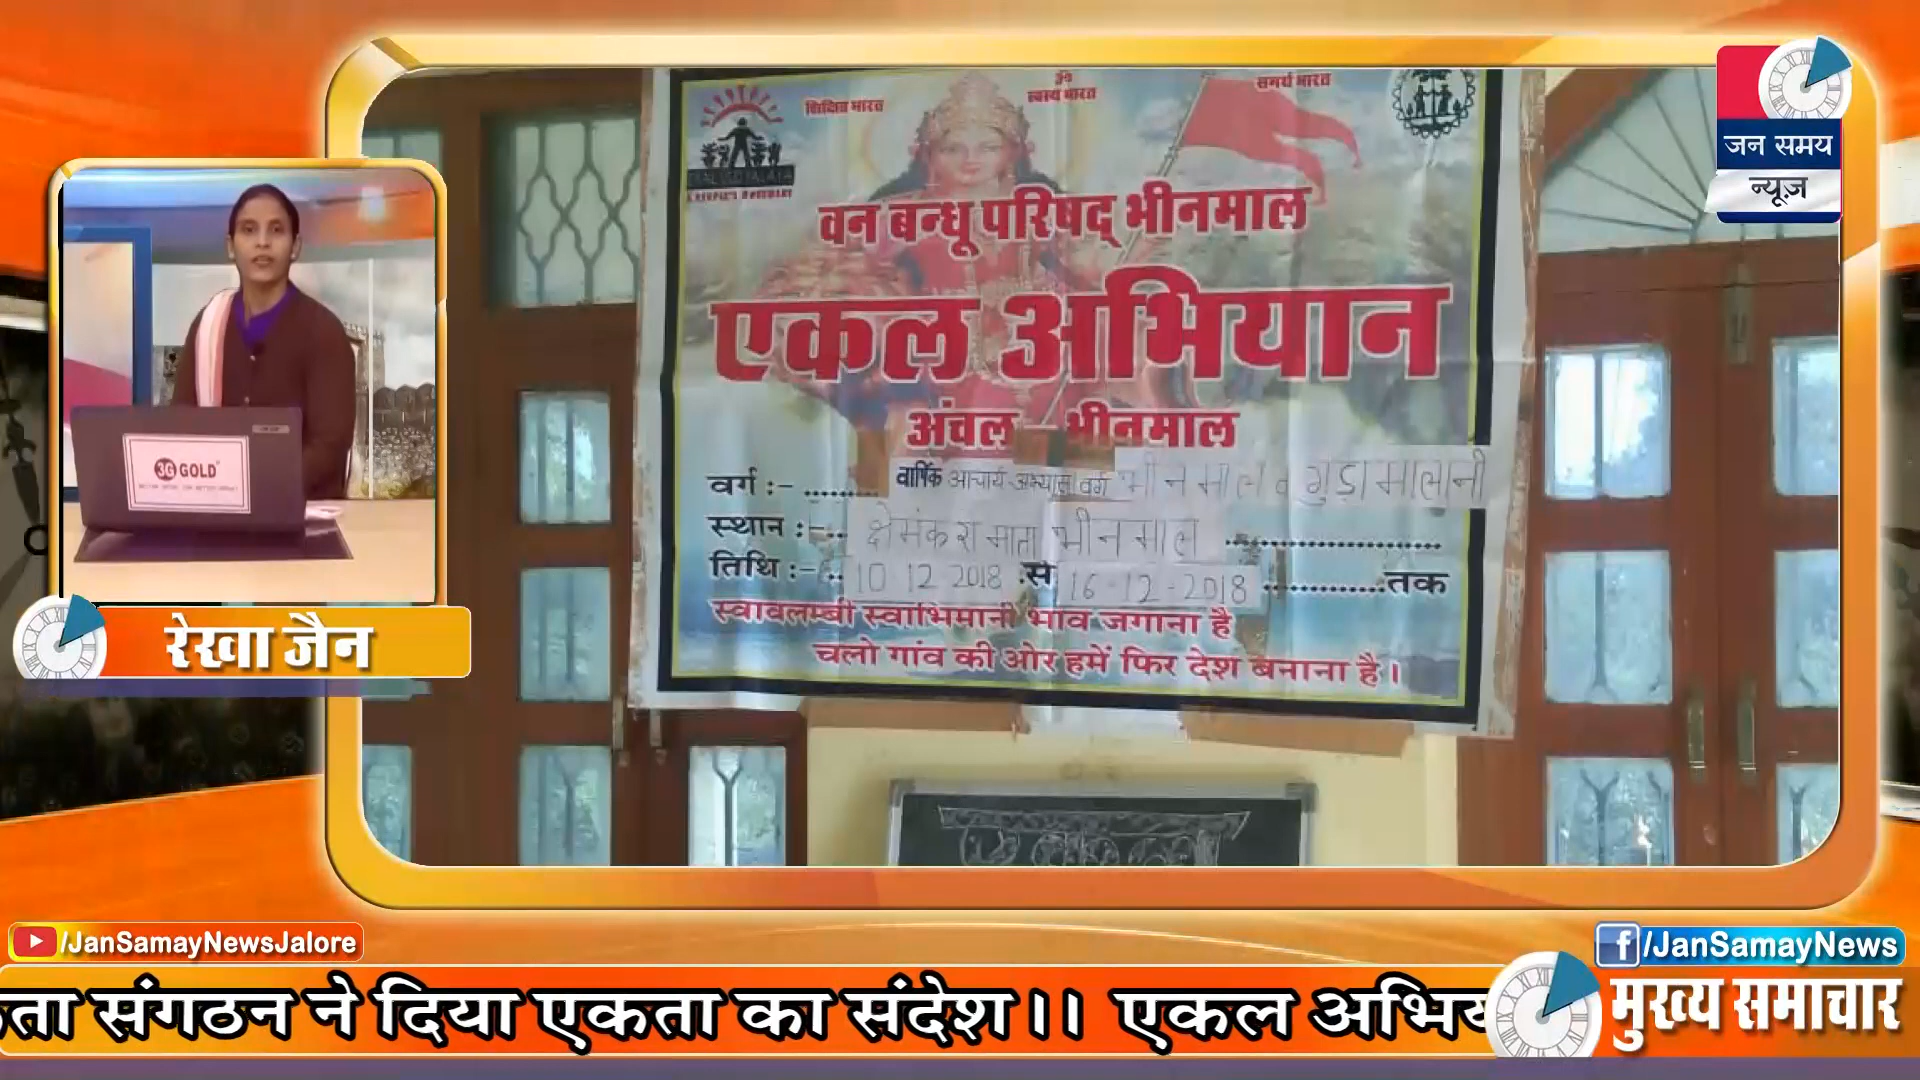 शिक्षित भारत
ॐ
स्वस्थ भारत
समर्थ भारत
जन समय
न्यूज़
वन बन्धू परिषद् भीनमाल
एकल अभियान
अंचल - भीनमाल
वर्ग :- ........ वार्षिक आचार्य अभ्यास वर्ग भीनमाल व गुड़ामालानी
स्थान :- .. क्षेमंकरी माता भीनमाल ........................
तिथि :- .. 10 12 2018 .से 16-12-2018 ............तक
स्वावलम्बी स्वाभिमानी भाव जगाना है
चलो गांव की ओर हमें फिर देश बनाना है।
3G GOLD
रेखा जैन
/JanSamayNewsJalore
/JanSamayNews
ता संगठन ने दिया एकता का संदेश।। एकल अभिय
मुख्य समाचार